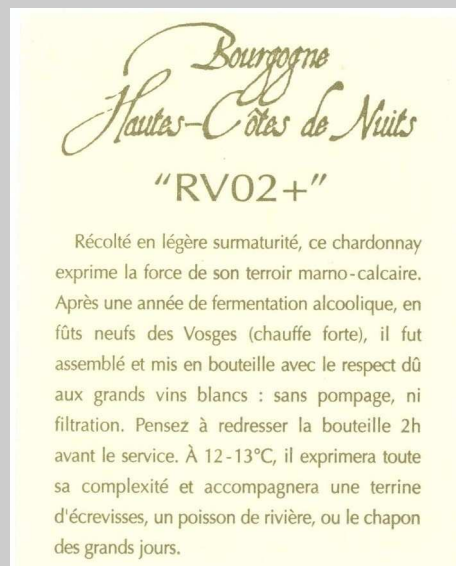 Bourgogne
Hautes-Côtes de Nuits
"RV02+"
Récolté en légère surmaturité, ce chardonnay
exprime la force de son terroir marno-calcaire.
Après une année de fermentation alcoolique, en
fûts neufs des Vosges (chauffe forte), il fut
assemblé et mis en bouteille avec le respect dû
aux grands vins blancs : sans pompage, ni
filtration. Pensez à redresser la bouteille 2h
avant le service. À 12-13°C, il exprimera toute
sa complexité et accompagnera une terrine
d'écrevisses, un poisson de rivière, ou le chapon
des grands jours.